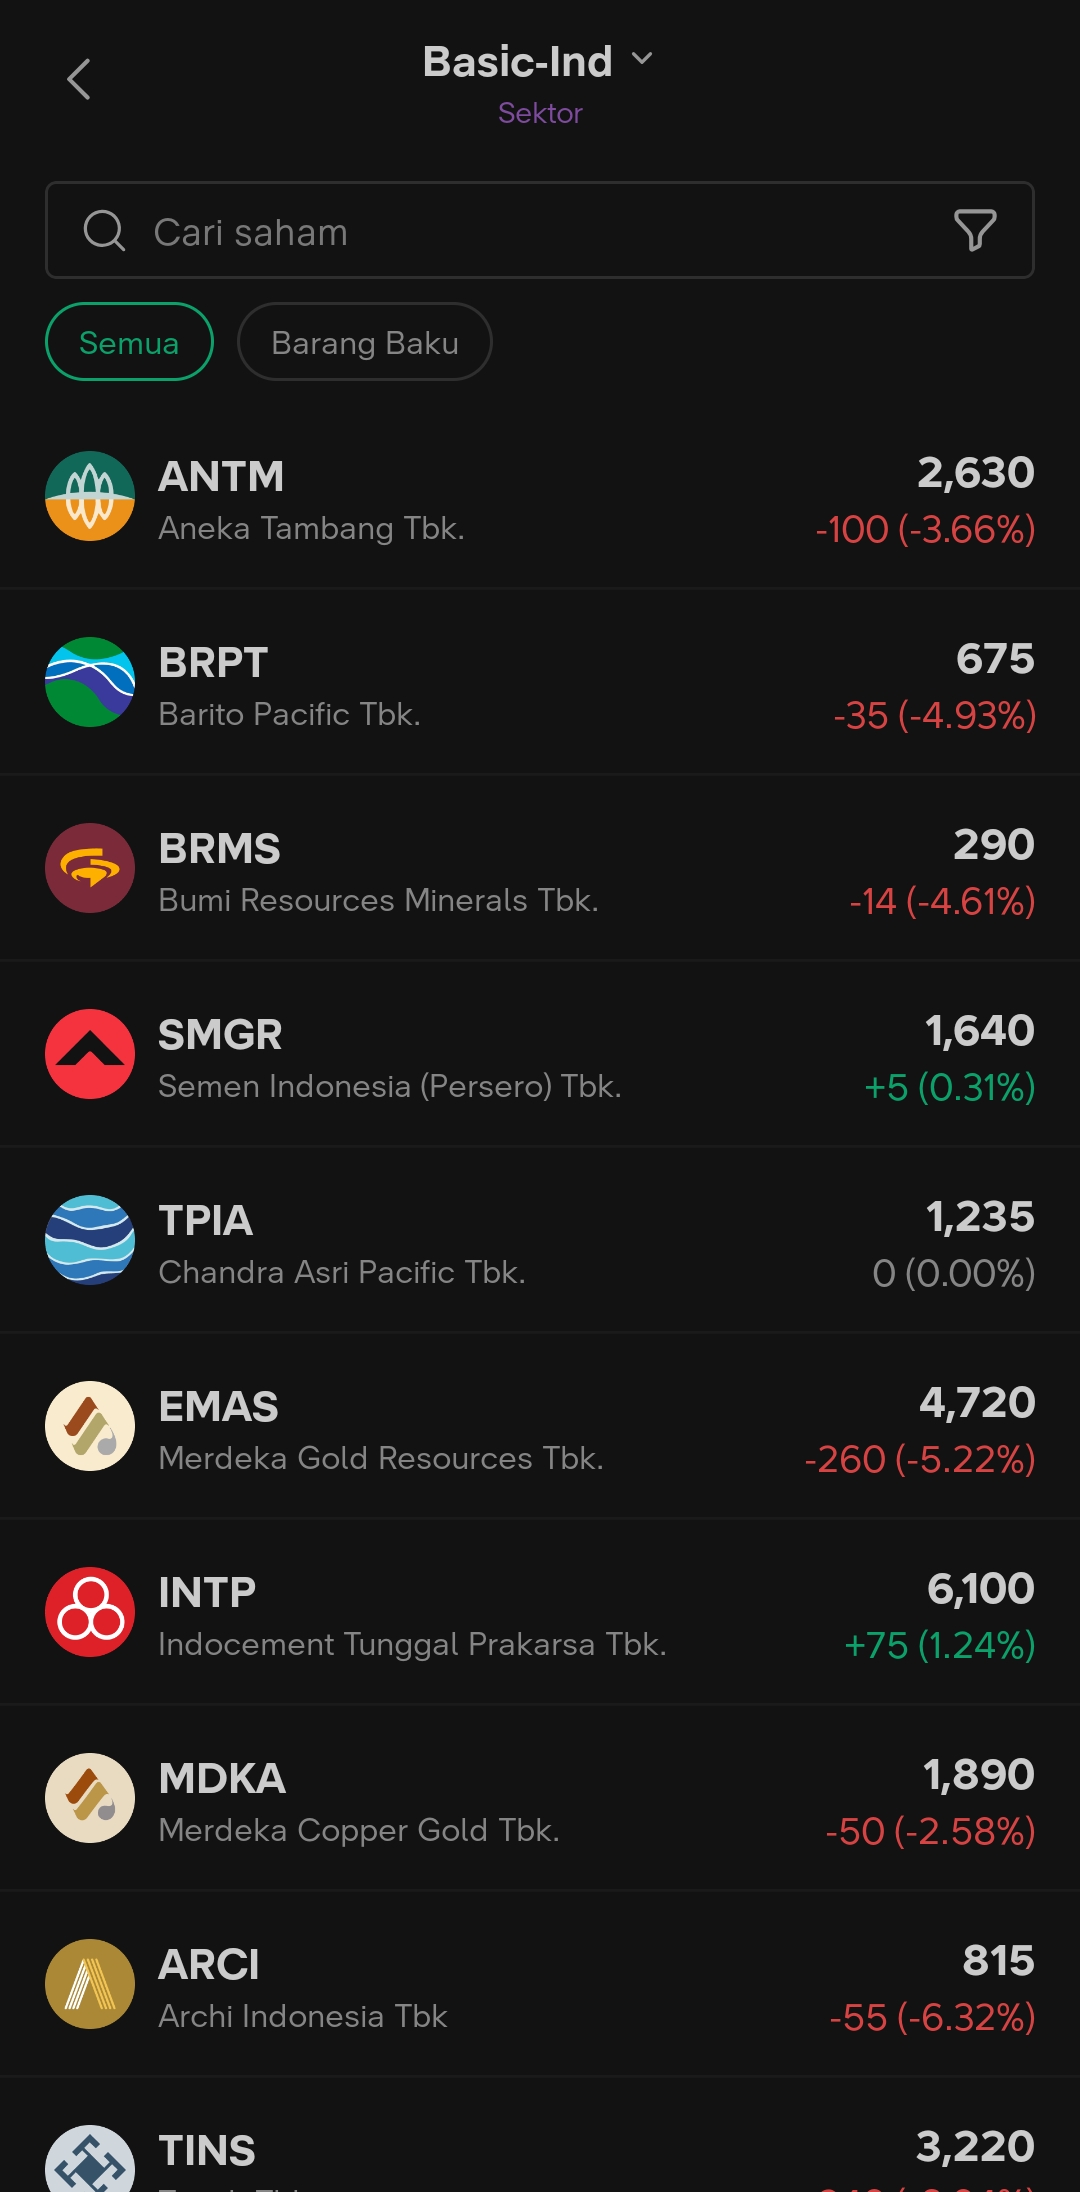 Basic-Ind
Sektor
Cari saham
Semua
Barang Baku
ANTM
2,630
Aneka Tambang Tbk.
-100 (-3.66%)
BRPT
675
Barito Pacific Tbk.
-35 (-4.93%)
BRMS
290
Bumi Resources Minerals Tbk.
-14 (-4.61%)
SMGR
1,640
Semen Indonesia (Persero) Tbk.
+5 (0.31%)
TPIA
1,235
Chandra Asri Pacific Tbk.
0 (0.00%)
EMAS
4,720
Merdeka Gold Resources Tbk.
-260 (-5.22%)
INTP
6,100
Indocement Tunggal Prakarsa Tbk.
+75 (1.24%)
MDKA
1,890
Merdeka Copper Gold Tbk.
-50 (-2.58%)
ARCI
815
Archi Indonesia Tbk
-55 (-6.32%)
TINS
3,220